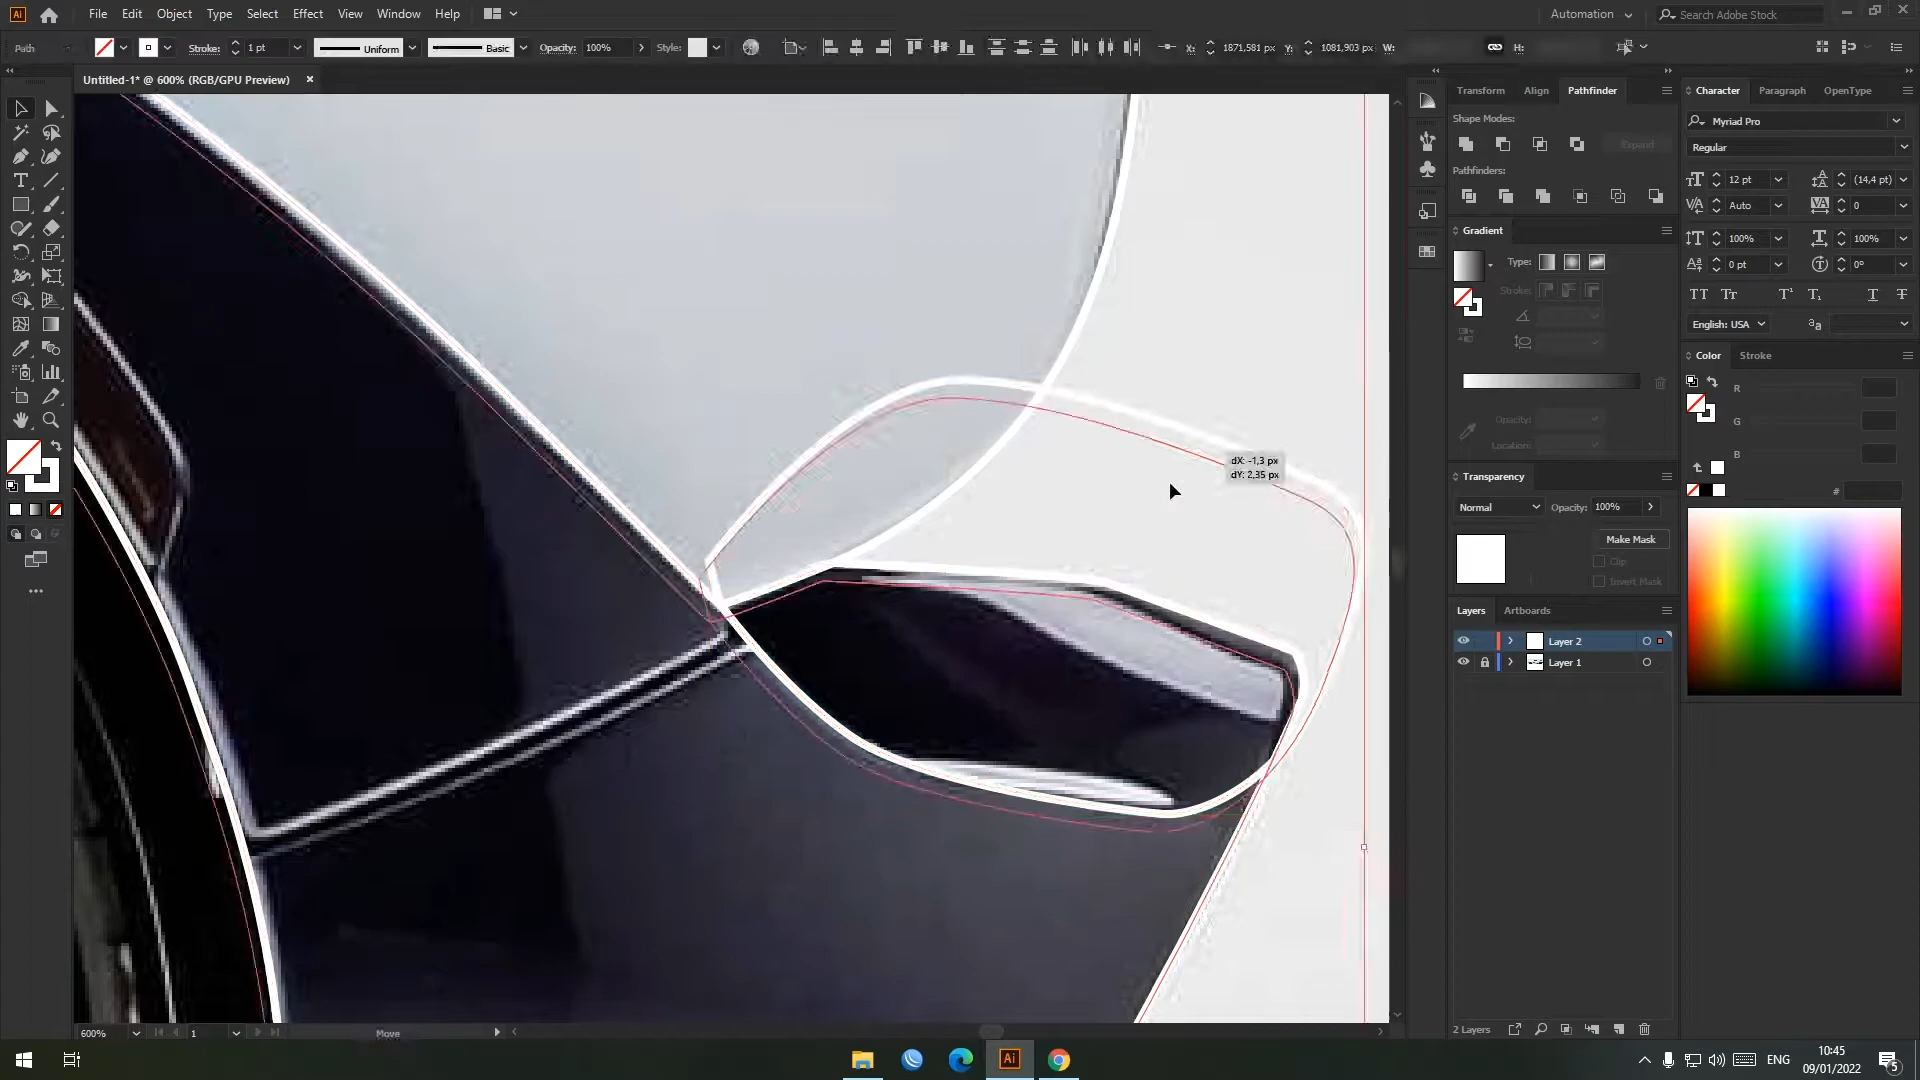 Ai File Edit Object Type Select Effect View Window Help Automation Search Adobe Stock
Path Stroke: 1 pt Uniform Basic Opacity: 100% Style: X: 1871,581 px Y: 1081,903 px W: H:
Untitled-1* @ 600% (RGB/GPU Preview)
Transform Align Pathfinder
Shape Modes:
Expand
Pathfinders:
Gradient
Type:
Stroke:
Opacity:
Location:
Transparency
Normal Opacity: 100%
Make Mask
Clip
Invert Mask
Layers Artboards
Layer 2
Layer 1
2 Layers
Character Paragraph OpenType
Myriad Pro
Regular
12 pt (14,4 pt)
Auto 0
100% 100%
0 pt 0°
English: USA
Color Stroke
R
G
B
#
dX: -1,3 px
dY: 2,35 px
600% 1 Move
Ai ENG 10:45
09/01/2022
5